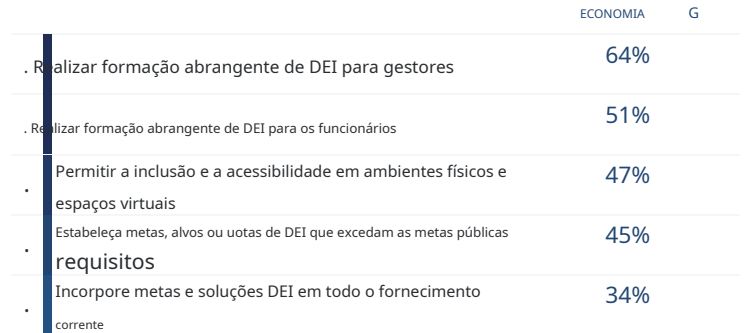 ECONOMIA G
. Realizar formação abrangente de DEI para gestores 64%
. Realizar formação abrangente de DEI para os funcionários 51%
. Permitir a inclusão e a acessibilidade em ambientes físicos e 47%
espaços virtuais
. Estabeleça metas, alvos ou uotas de DEI que excedam as metas públicas 45%
requisitos
. Incorpore metas e soluções DEI em todo o fornecimento 34%
corrente